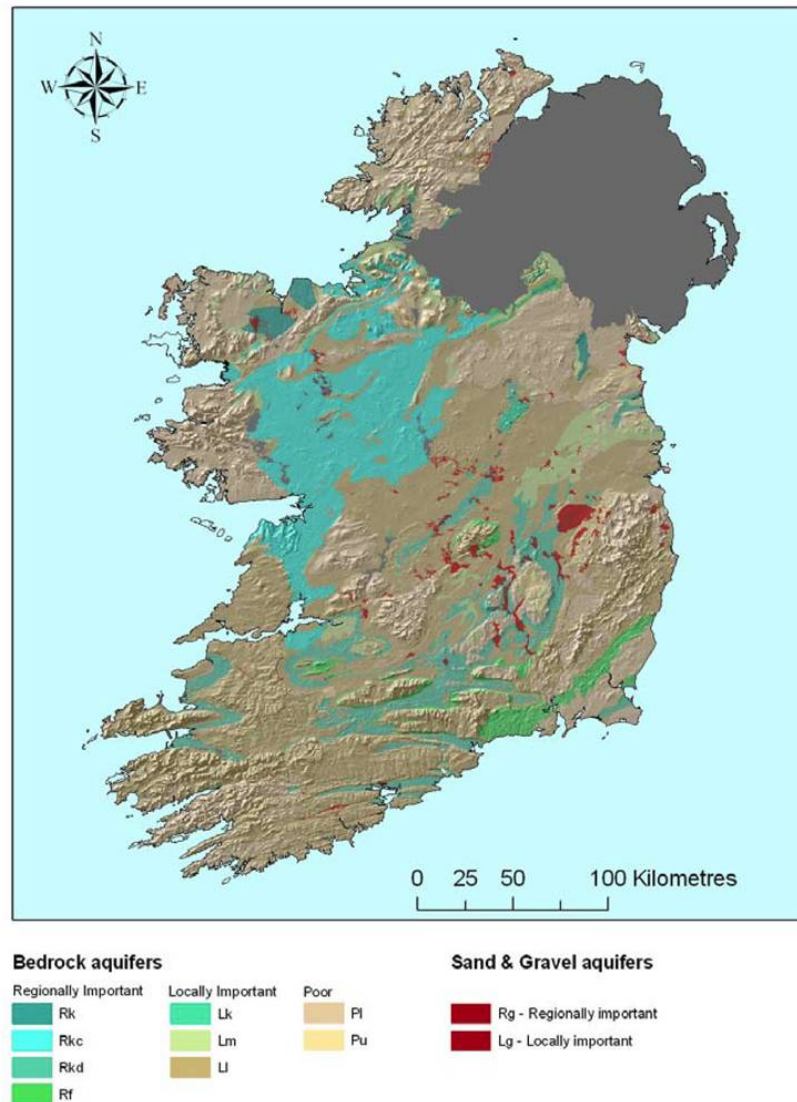 N
W E
S
0 25 50 100 Kilometres
Bedrock aquifers
Regionally Important
Rk
Rkc
Rkd
Rf
Locally Important
Lk
Lm
Ll
Poor
Pl
Pu
Sand & Gravel aquifers
Rg - Regionally important
Lg - Locally important